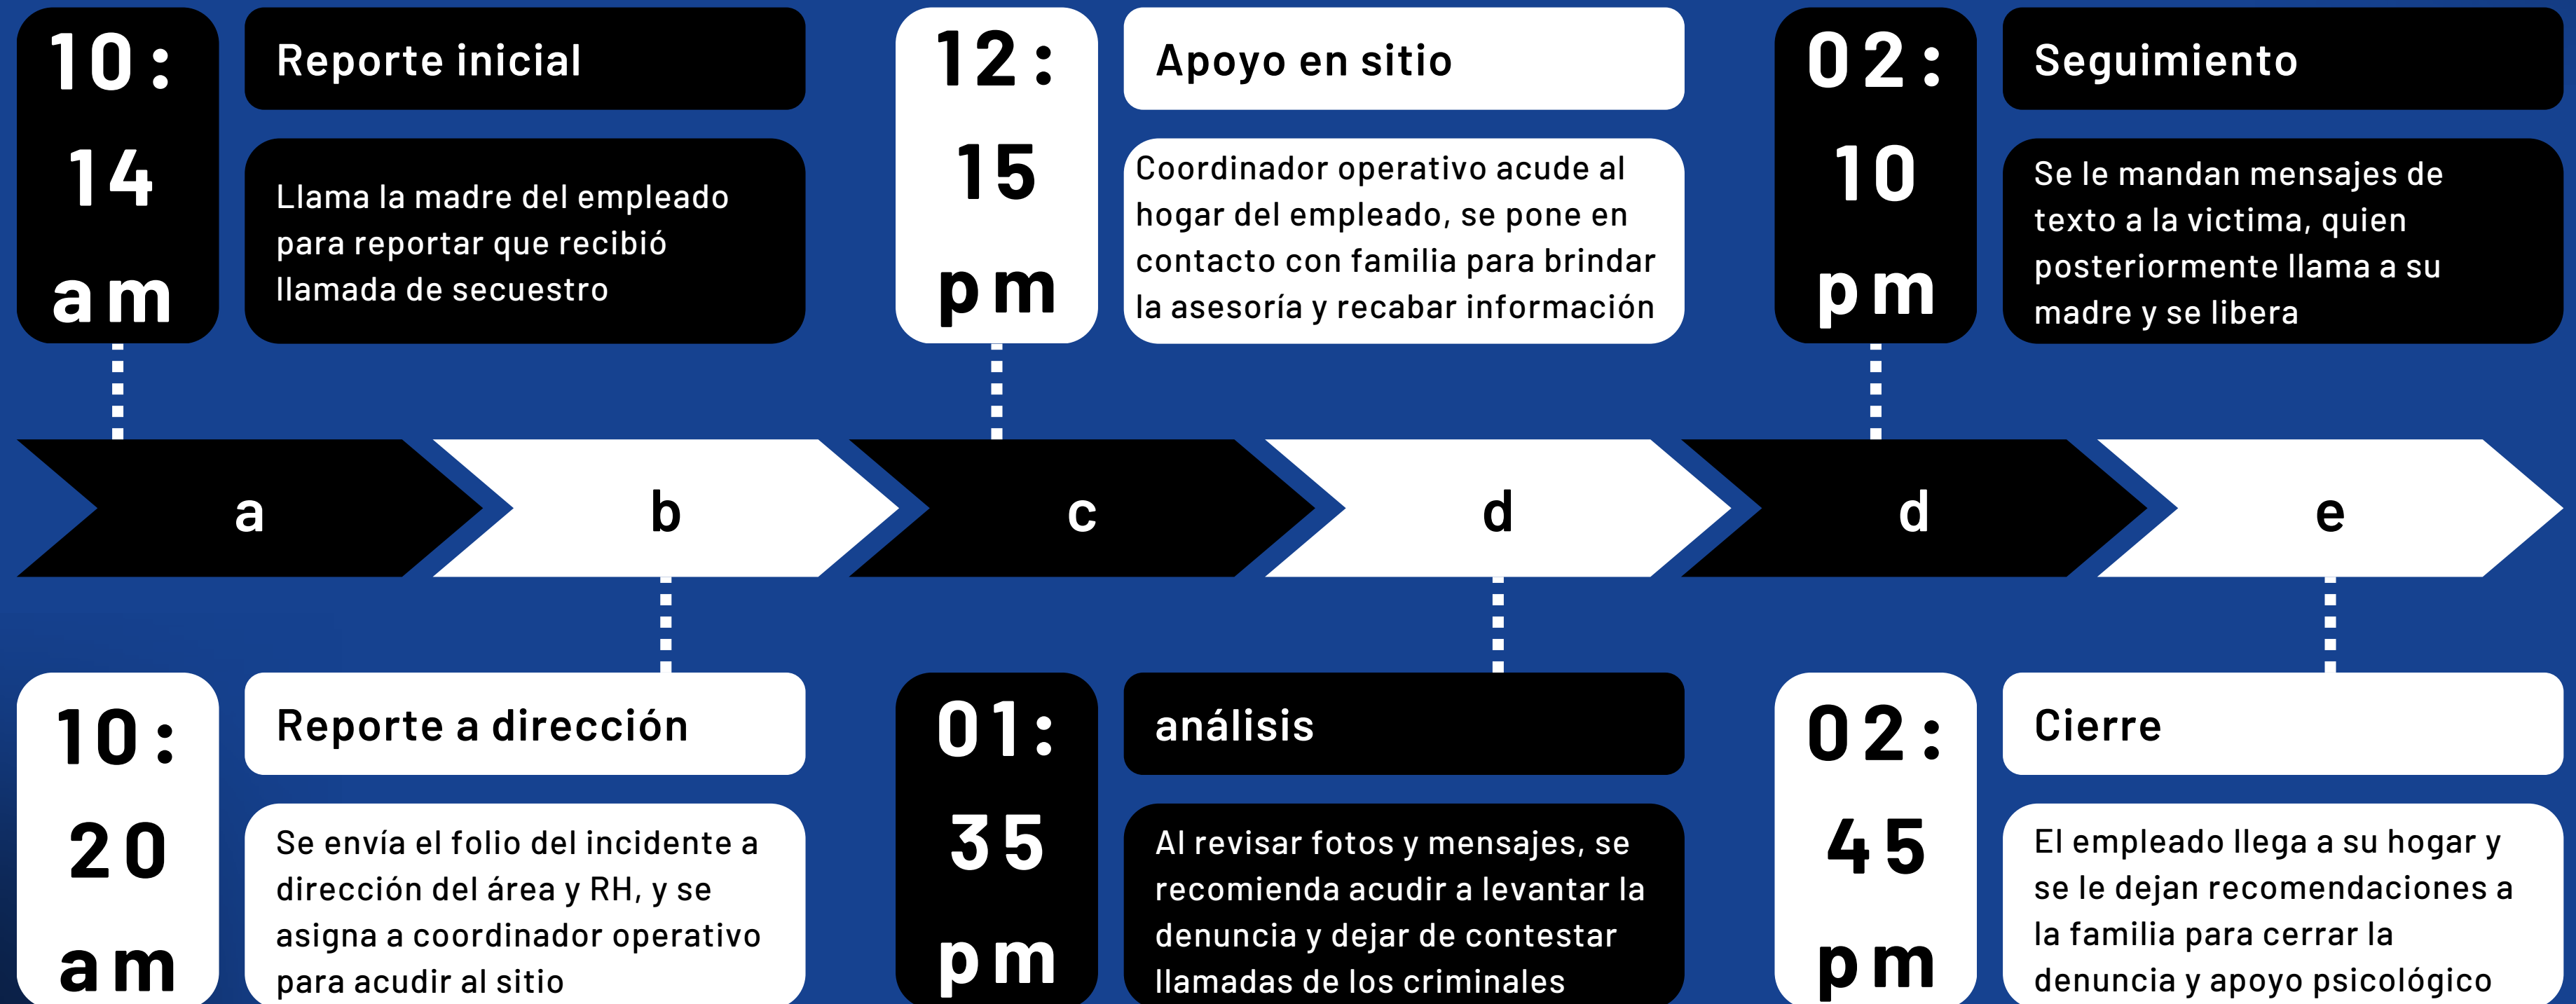 10:
14
am
Reporte inicial
Llama la madre del empleado
para reportar que recibió
llamada de secuestro
12:
15
pm
Apoyo en sitio
Coordinador operativo acude al
hogar del empleado, se pone en
contacto con familia para brindar
la asesoría y recabar información
02:
10
pm
Seguimiento
Se le mandan mensajes de
texto a la victima, quien
posteriormente llama a su
madre y se libera
a
b
c
d
d
e
10:
20
am
Reporte a dirección
Se envía el folio del incidente a
dirección del área y RH, y se
asigna a coordinador operativo
para acudir al sitio
01:
35
pm
análisis
Al revisar fotos y mensajes, se
recomienda acudir a levantar la
denuncia y dejar de contestar
llamadas de los criminales
02:
45
pm
Cierre
El empleado llega a su hogar y
se le dejan recomendaciones a
la familia para cerrar la
denuncia y apoyo psicológico